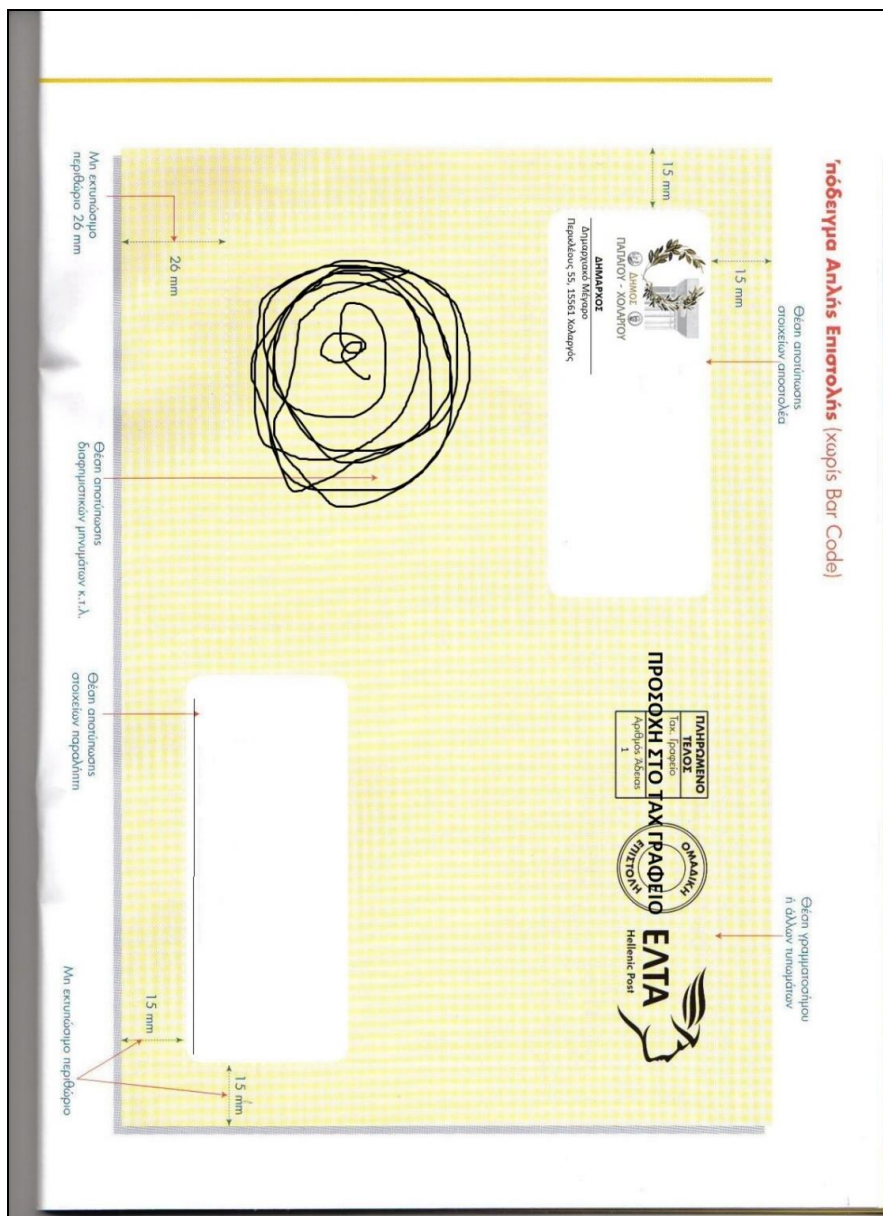 'πόδειγμα Απλής Επιστολής (χωρίς Bar Code)
Θέση αποτύπωσης
στοιχείων αποστολέα
Θέση γραμματοσήμου
ή άλλων τυπωμάτων
15 mm
15 mm
ΔΗΜΟΣ
ΠΑΠΑΓΟΥ - ΧΟΛΑΡΓΟΥ
ΔΗΜΑΡΧΟΣ
Δημαρχιακό Μέγαρο
Περικλέους 55, 15561 Χολαργός
ΠΛΗΡΩΜΕΝΟ
ΤΕΛΟΣ
Ταχ. Γραφείο
Αριθμός Άδειας
1
ΟΜΑΔΙΚΗ
ΕΠΙΣΤΟΛΗ
ΕΛΤΑ
Hellenic Post
ΠΡΟΣΟΧΗ ΣΤΟ ΤΑΧ ΓΡΑΦΕΙΟ
26 mm
15 mm
15 mm
Μη εκτυπώσιμο
περιθώριο 26 mm
Θέση αποτύπωσης
διαφημιστικών μηνυμάτων κ.τ.λ.
Θέση αποτύπωσης
στοιχείων παραλήπτη
Μη εκτυπώσιμο περιθώριο